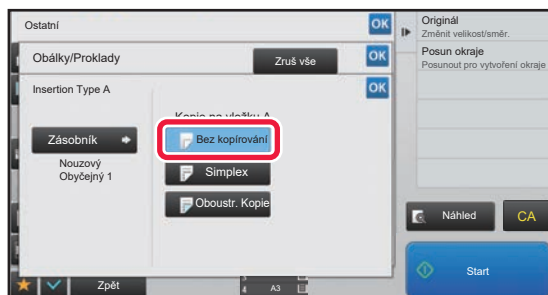 Ostatní
OK
Obálky/Proklady
Zruš vše
OK
Insertion Type A
OK
Kopie na vložku A
Zásobník
Nouzový
Obyčejný 1
Bez kopírování
Simplex
Oboustr. Kopie
Zpět
4 A3
Originál
Změnit velikost/směr.
Posun okraje
Posunout pro vytvoření okraje
Náhled
CA
Start